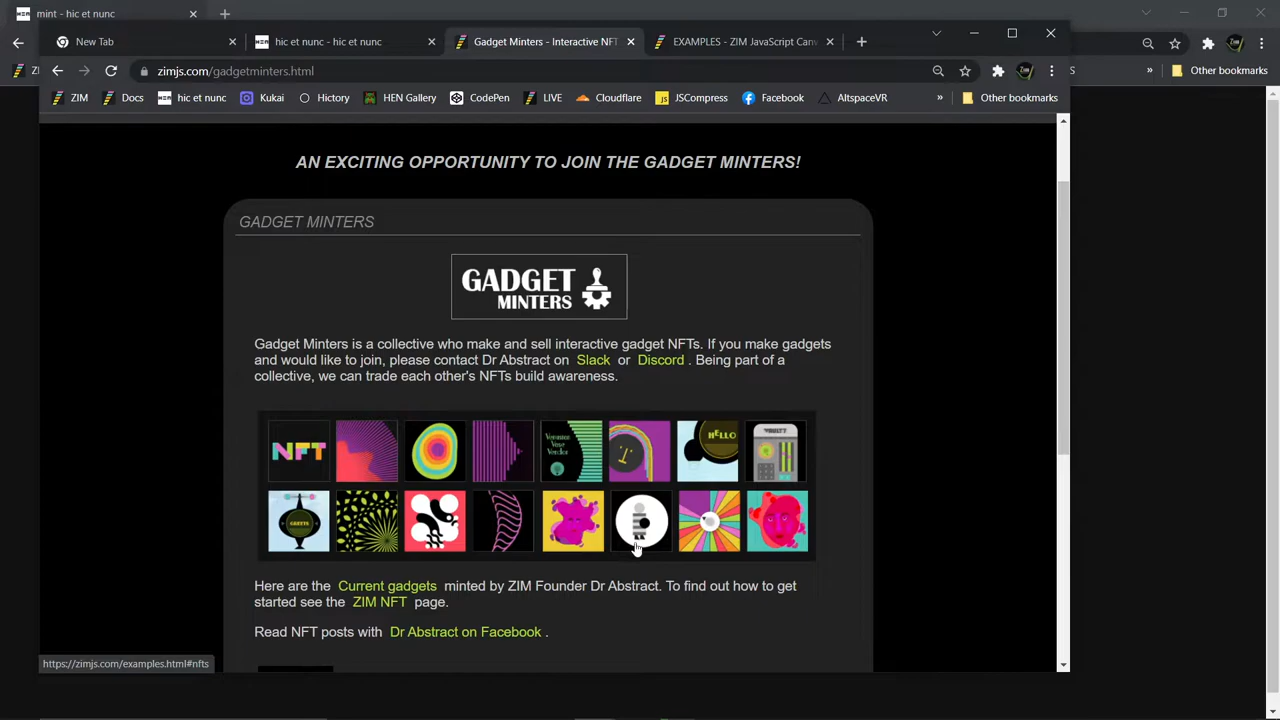 mint - hic et nunc
New Tab
hic et nunc - hic et nunc
Gadget Minters - Interactive NFT
EXAMPLES - ZIM JavaScript Canv
zimjs.com/gadgetminters.html
Other bookmarks
ZIM
Docs
hic et nunc
Kukai
Hictory
HEN Gallery
CodePen
LIVE
Cloudflare
JSCompress
Facebook
AltspaceVR
»
Other bookmarks
AN EXCITING OPPORTUNITY TO JOIN THE GADGET MINTERS!
GADGET MINTERS
GADGET
MINTERS
Gadget Minters is a collective who make and sell interactive gadget NFTs. If you make gadgets
and would like to join, please contact Dr Abstract on Slack or Discord . Being part of a
collective, we can trade each other's NFTs build awareness.
NFT
HELLO
GREETS
Here are the Current gadgets minted by ZIM Founder Dr Abstract. To find out how to get
started see the ZIM NFT page.
Read NFT posts with Dr Abstract on Facebook .
https://zimjs.com/examples.html#nfts